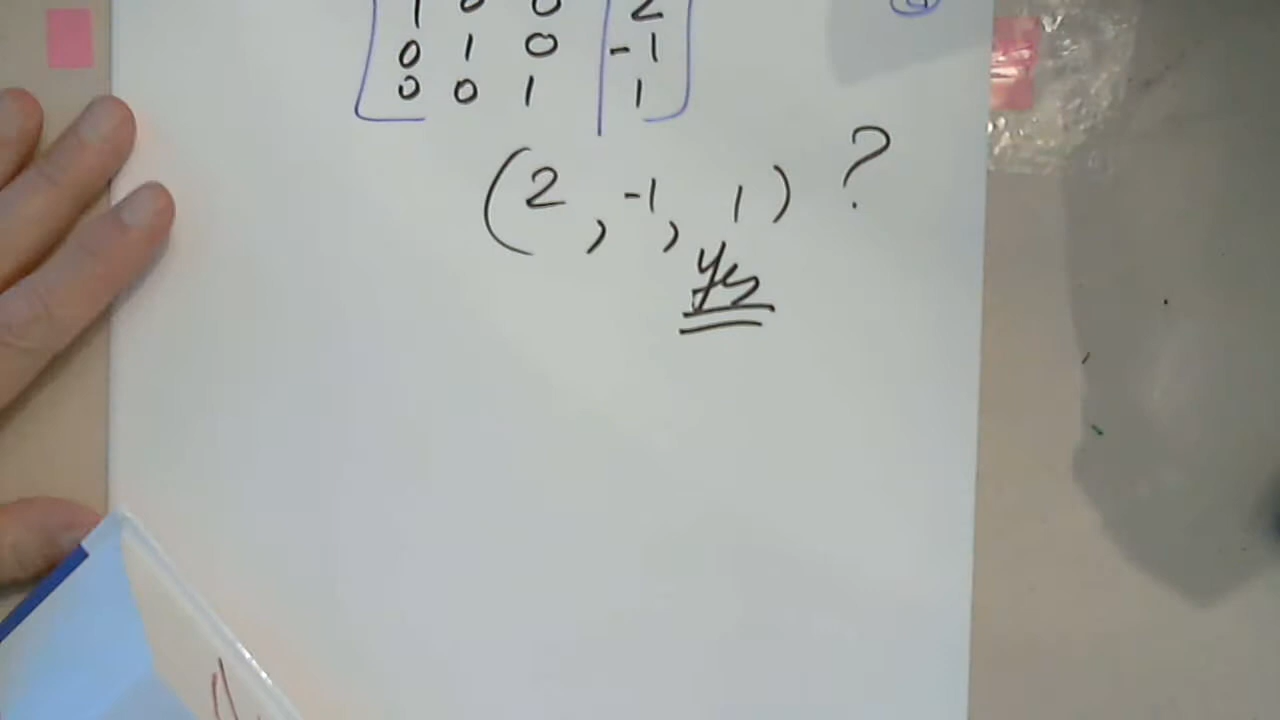 1 0 0 | 2
0 1 0 | -1
0 0 1 | 1
(2, -1, 1) ?
yes